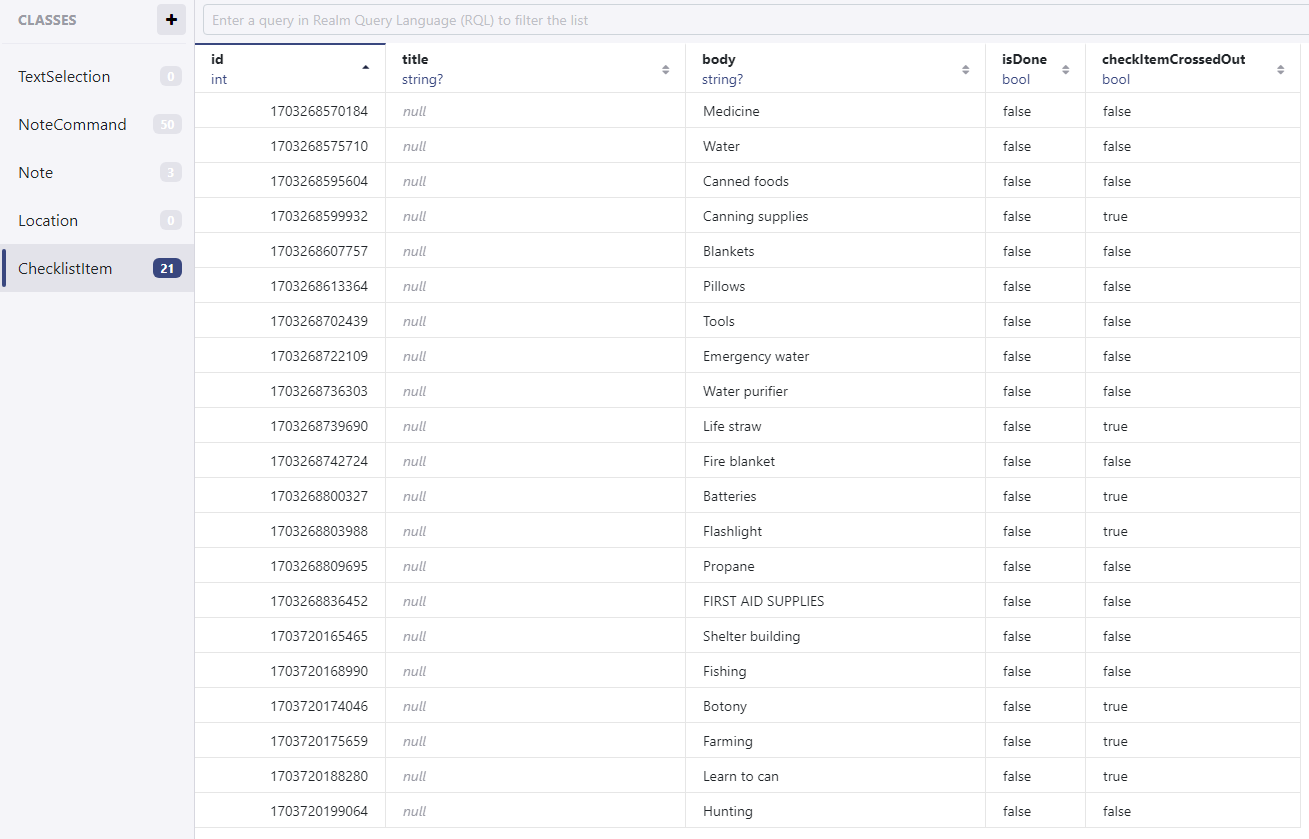 CLASSES +
Enter a query in Realm Query Language (RQL) to filter the list
TextSelection 0
NoteCommand 50
Note 3
Location 0
ChecklistItem 21
id title body isDone checkItemCrossedOut
int string? string? bool bool
1703268570184 null Medicine false false
1703268575710 null Water false false
1703268595604 null Canned foods false false
1703268599932 null Canning supplies false true
1703268607757 null Blankets false false
1703268613364 null Pillows false false
1703268702439 null Tools false false
1703268722109 null Emergency water false false
1703268736303 null Water purifier false false
1703268739690 null Life straw false true
1703268742724 null Fire blanket false false
1703268800327 null Batteries false true
1703268803988 null Flashlight false true
1703268809695 null Propane false false
1703268836452 null FIRST AID SUPPLIES false false
1703720165465 null Shelter building false false
1703720168990 null Fishing false false
1703720174046 null Botony false true
1703720175659 null Farming false true
1703720188280 null Learn to can false true
1703720199064 null Hunting false false